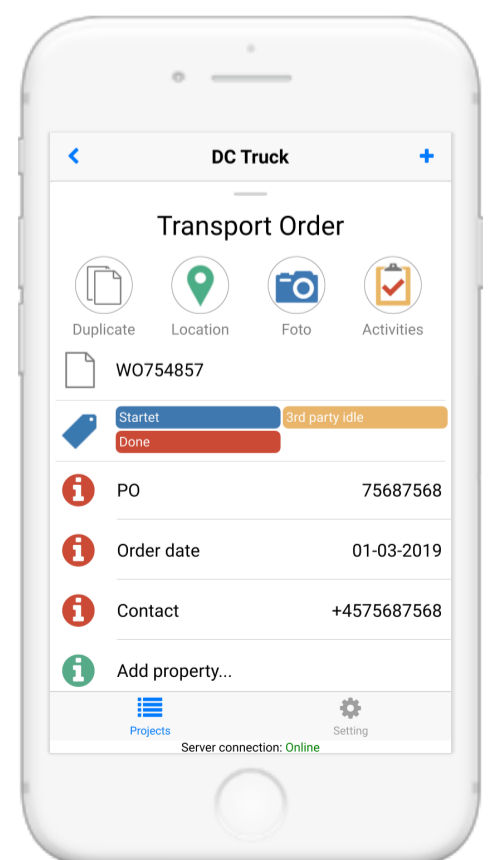 DC Truck
Transport Order
Duplicate Location Foto Activities
WO754857
Startet 3rd party idle
Done
PO 75687568
Order date 01-03-2019
Contact +4575687568
Add property...
Projects Setting
Server connection: Online